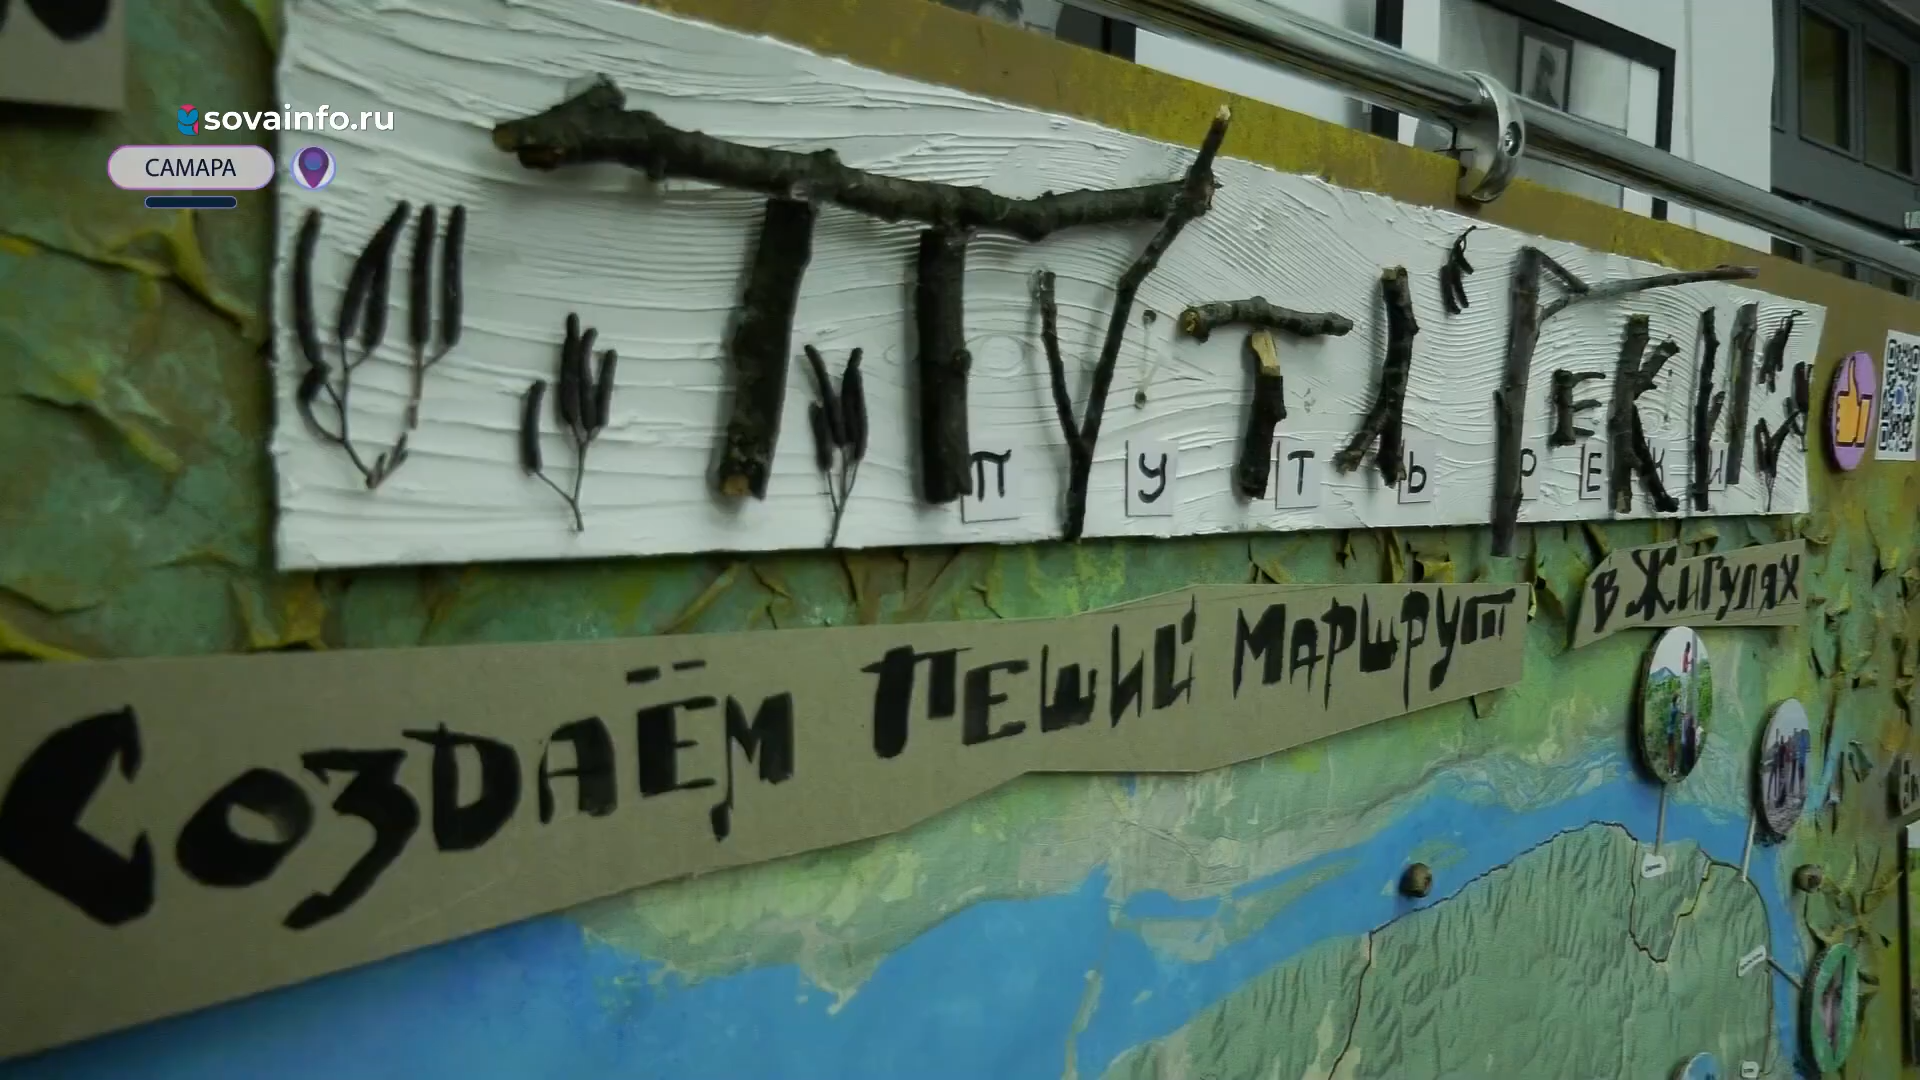 sovainfo.ru
САМАРА
ПУТЬ РЕКИ
П У Т Ь Р Е К И
СОЗДАЁМ ПЕШИЙ МАРШРУТ
В ЖИГУЛЯХ